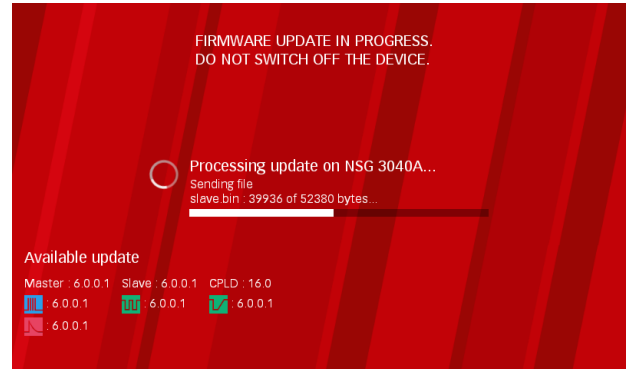 FIRMWARE UPDATE IN PROGRESS.
DO NOT SWITCH OFF THE DEVICE.
Processing update on NSG 3040A...
Sending file
slave.bin : 39936 of 52380 bytes...
Available update
Master : 6.0.0.1 Slave : 6.0.0.1 CPLD : 16.0
: 6.0.0.1 : 6.0.0.1 : 6.0.0.1
: 6.0.0.1